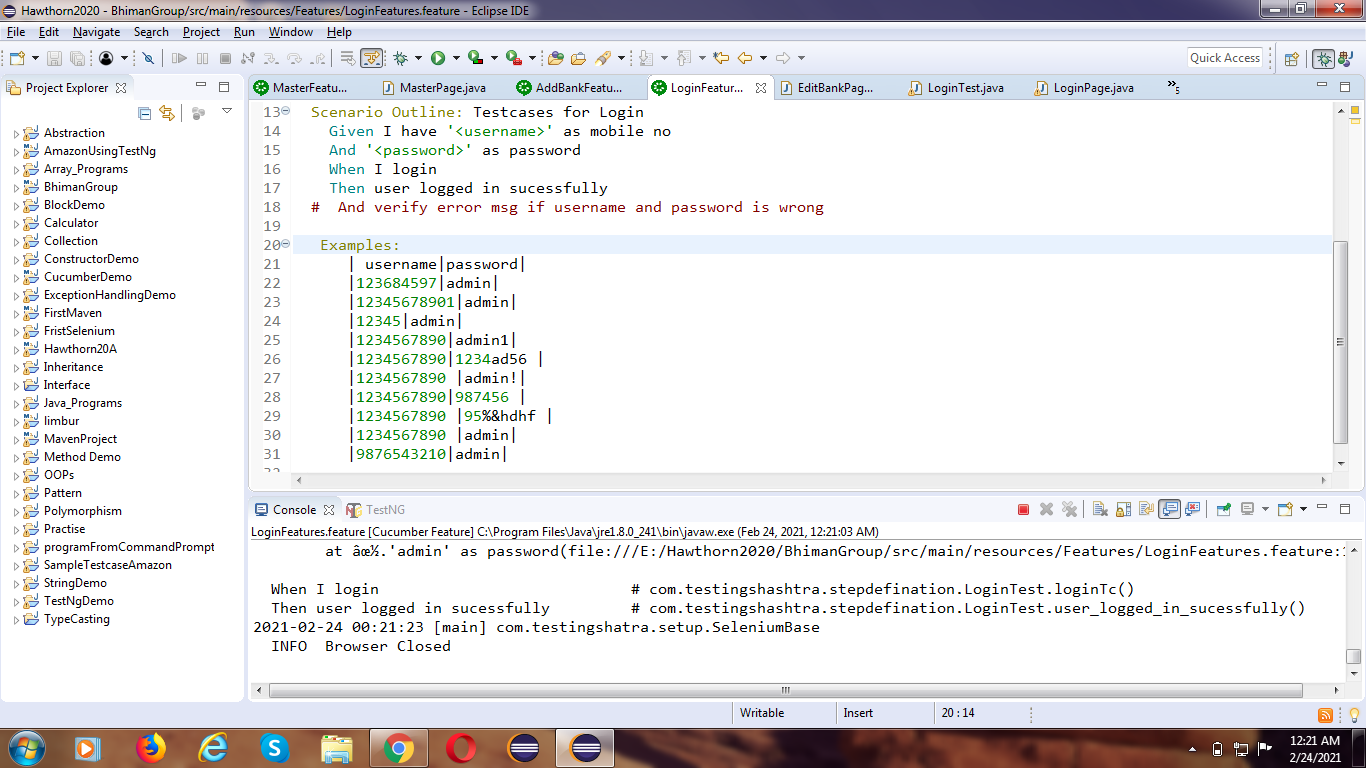 Hawthorn2020 - BhimanGroup/src/main/resources/Features/LoginFeatures.feature - Eclipse IDE
File Edit Navigate Search Project Run Window Help
Quick Access
Project Explorer
MasterFeatu... MasterPage.java AddBankFeatu... LoginFeatur... EditBankPag... LoginTest.java LoginPage.java »5
Abstraction
AmazonUsingTestNg
Array_Programs
BhimanGroup
BlockDemo
Calculator
Collection
ConstructorDemo
CucumberDemo
ExceptionHandlingDemo
FirstMaven
FristSelenium
Hawthorn20A
Inheritance
Interface
Java_Programs
limbur
MavenProject
Method Demo
OOPs
Pattern
Polymorphism
Practise
programFromCommandPrompt
SampleTestcaseAmazon
StringDemo
TestNgDemo
TypeCasting
13 Scenario Outline: Testcases for Login
14 Given I have '<username>' as mobile no
15 And '<password>' as password
16 When I login
17 Then user logged in sucessfully
18 # And verify error msg if username and password is wrong
19
20 Examples:
21 | username|password|
22 |123684597|admin|
23 |12345678901|admin|
24 |12345|admin|
25 |1234567890|admin1|
26 |1234567890|1234ad56 |
27 |1234567890 |admin!|
28 |1234567890|987456 |
29 |1234567890 |95%&hdhf |
30 |1234567890 |admin|
31 |9876543210|admin|
32
Console TestNG
LoginFeatures.feature [Cucumber Feature] C:\Program Files\Java\jre1.8.0_241\bin\javaw.exe (Feb 24, 2021, 12:21:03 AM)
at âœ½.'admin' as password(file:///E:/Hawthorn2020/BhimanGroup/src/main/resources/Features/LoginFeatures.feature:1
When I login # com.testingshashtra.stepdefination.LoginTest.loginTc()
Then user logged in sucessfully # com.testingshashtra.stepdefination.LoginTest.user_logged_in_sucessfully()
2021-02-24 00:21:23 [main] com.testingshatra.setup.SeleniumBase
INFO Browser Closed
Writable Insert 20 : 14
12:21 AM
2/24/2021